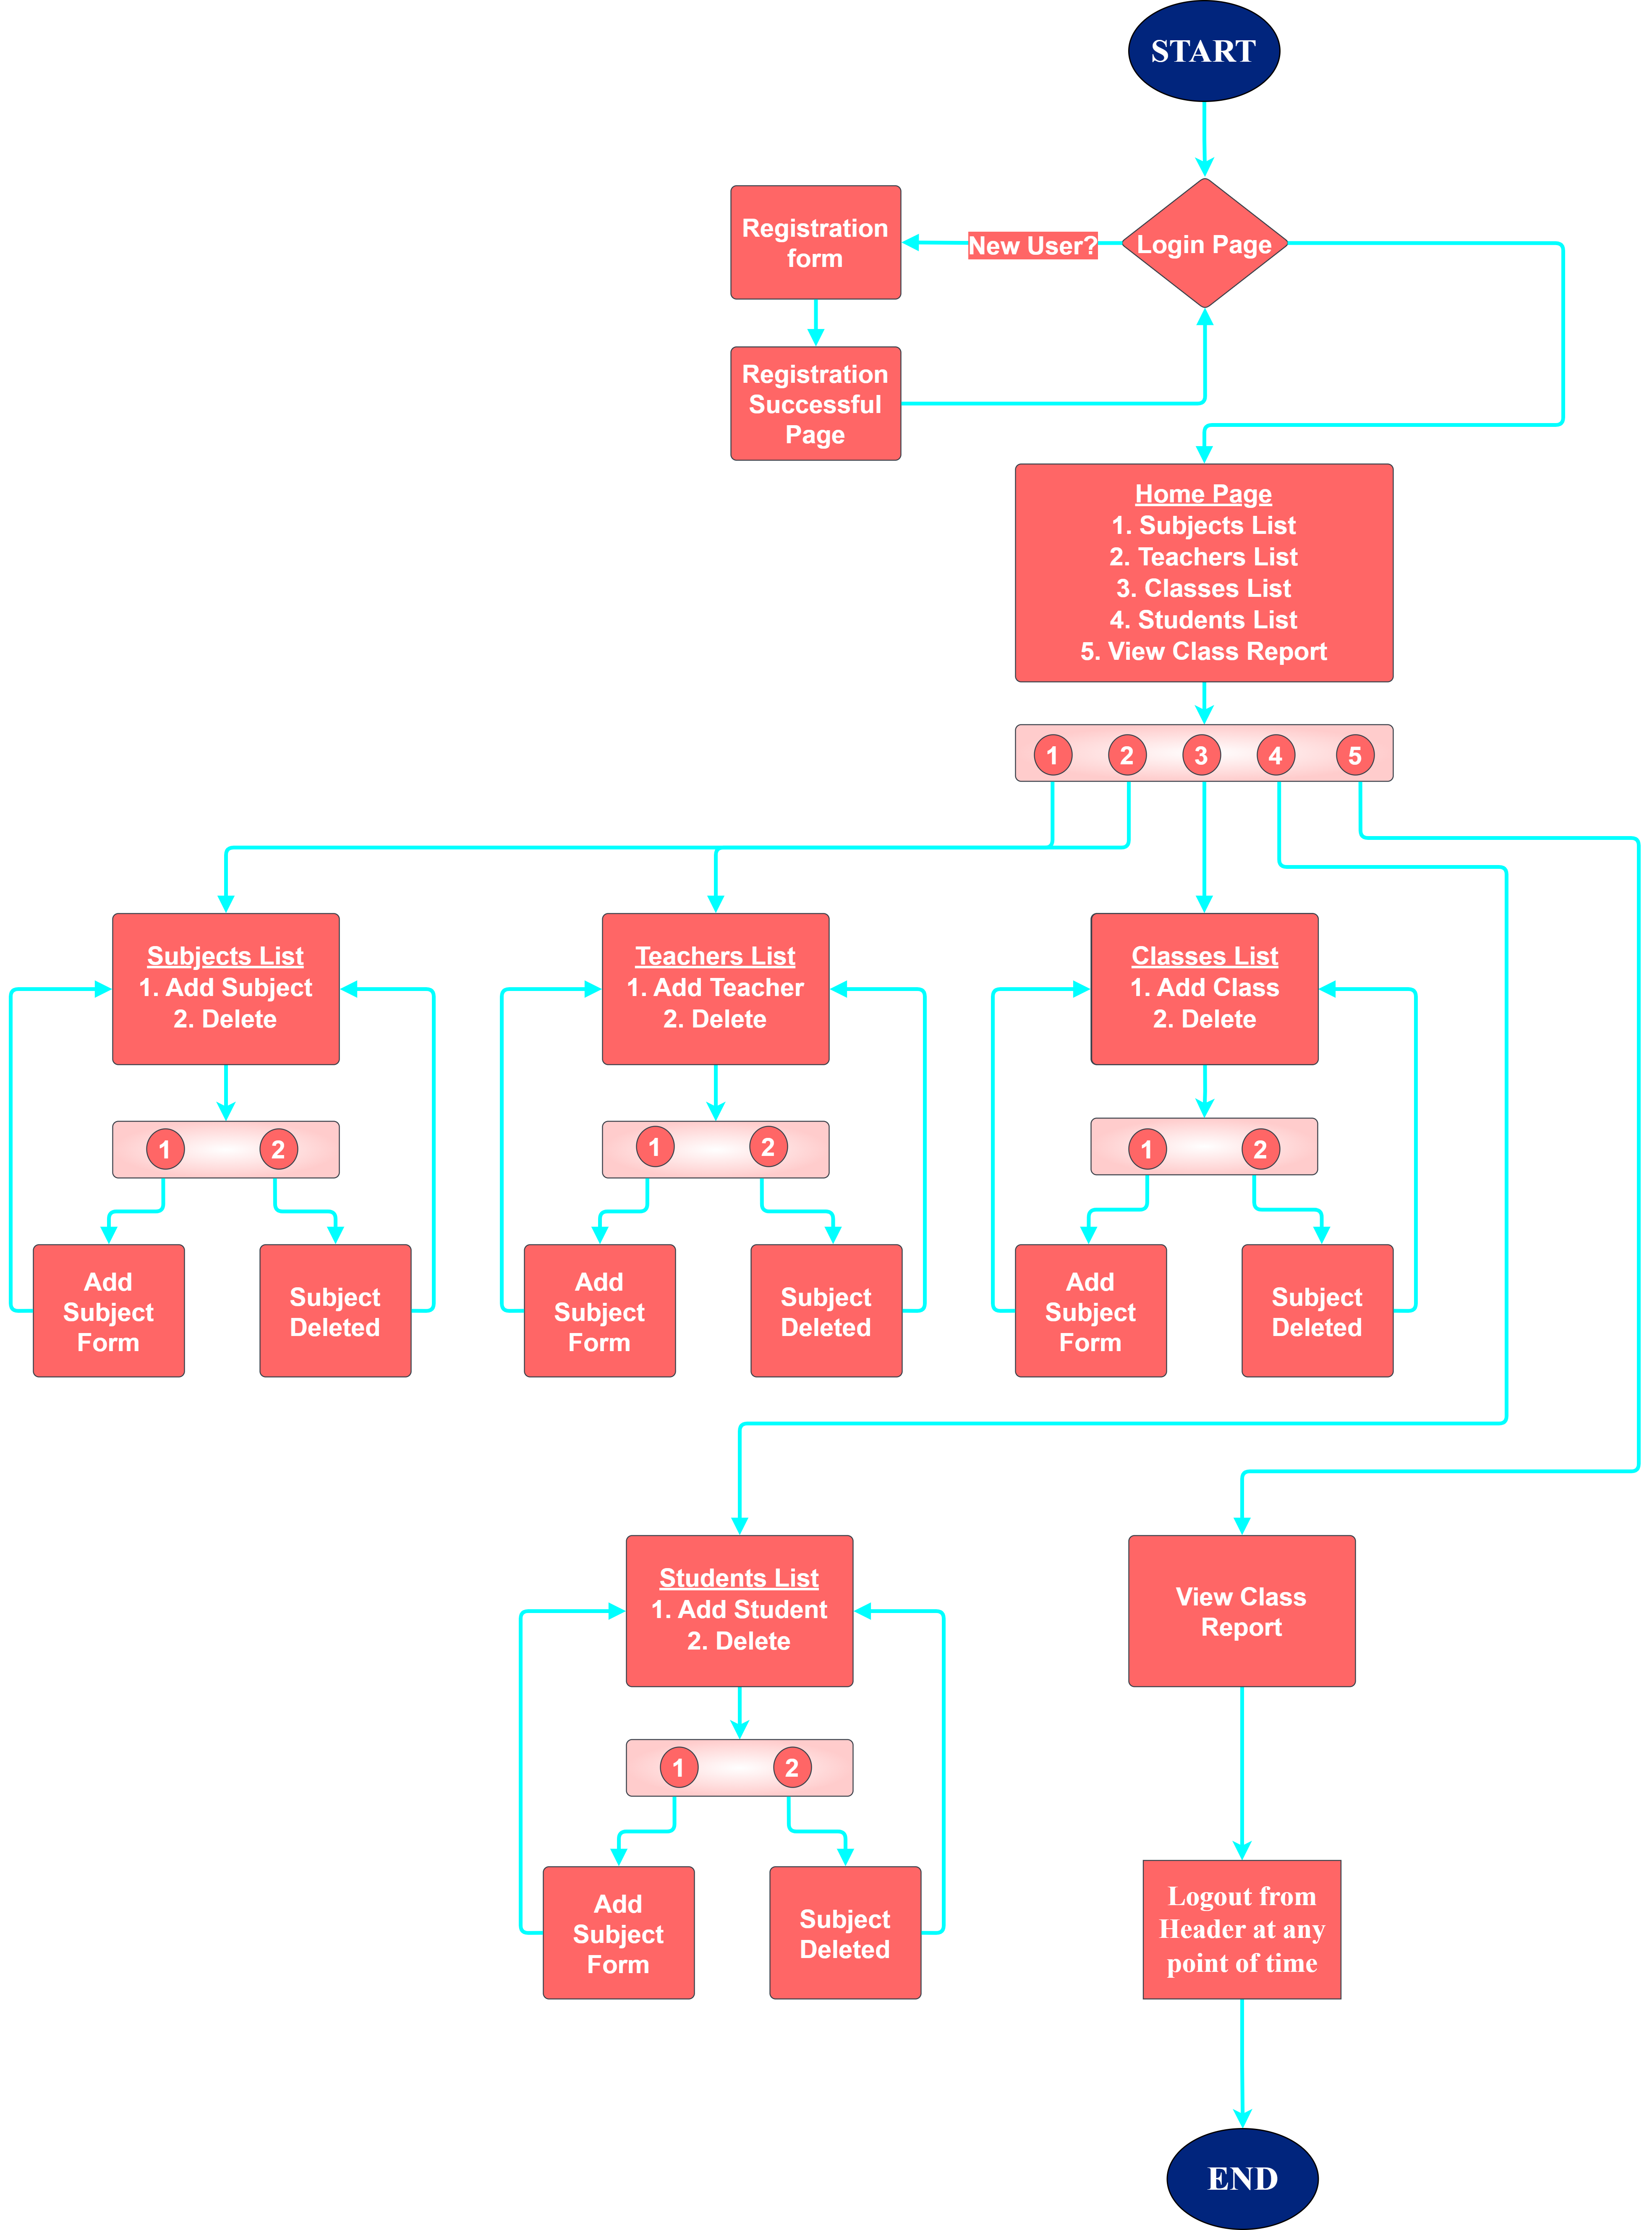 START
Login Page
New User?
Registration
form
Registration
Successful
Page
Home Page
1. Subjects List
2. Teachers List
3. Classes List
4. Students List
5. View Class Report
1 2 3 4 5
Subjects List
1. Add Subject
2. Delete
1 2
Add
Subject
Form
Subject
Deleted
Teachers List
1. Add Teacher
2. Delete
1 2
Add
Subject
Form
Subject
Deleted
Classes List
1. Add Class
2. Delete
1 2
Add
Subject
Form
Subject
Deleted
Students List
1. Add Student
2. Delete
1 2
Add
Subject
Form
Subject
Deleted
View Class
Report
Logout from
Header at any
point of time
END